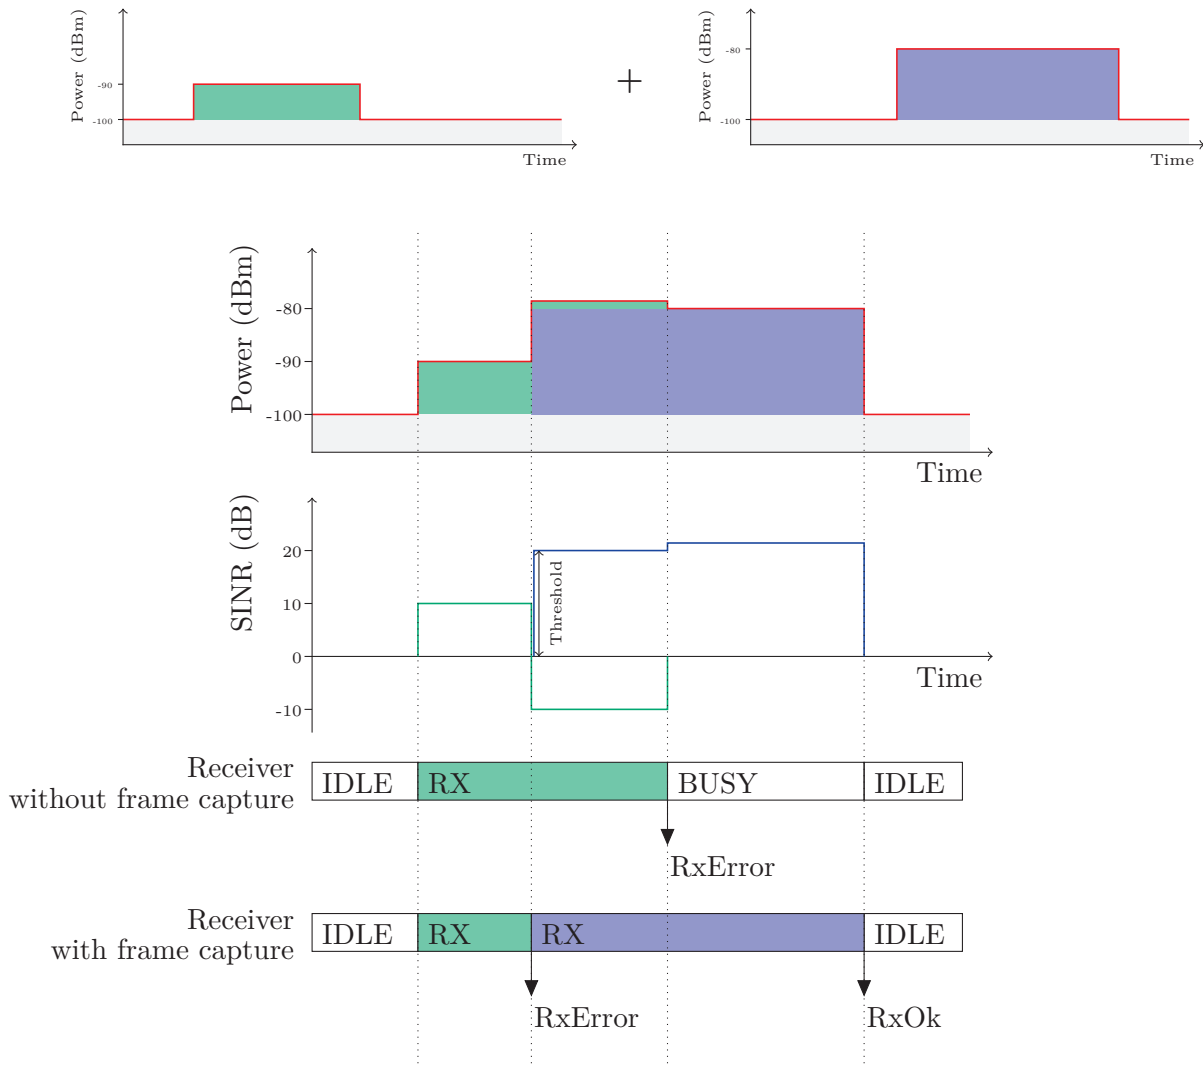 Power (dBm)
-90
-100
Time
+
Power (dBm)
-80
-100
Time
Power (dBm)
-80
-90
-100
Time
SINR (dB)
20
10
0
-10
Threshold
Time
Receiver
without frame capture
IDLE
RX
BUSY
IDLE
RxError
Receiver
with frame capture
IDLE
RX
RX
IDLE
RxError
RxOk